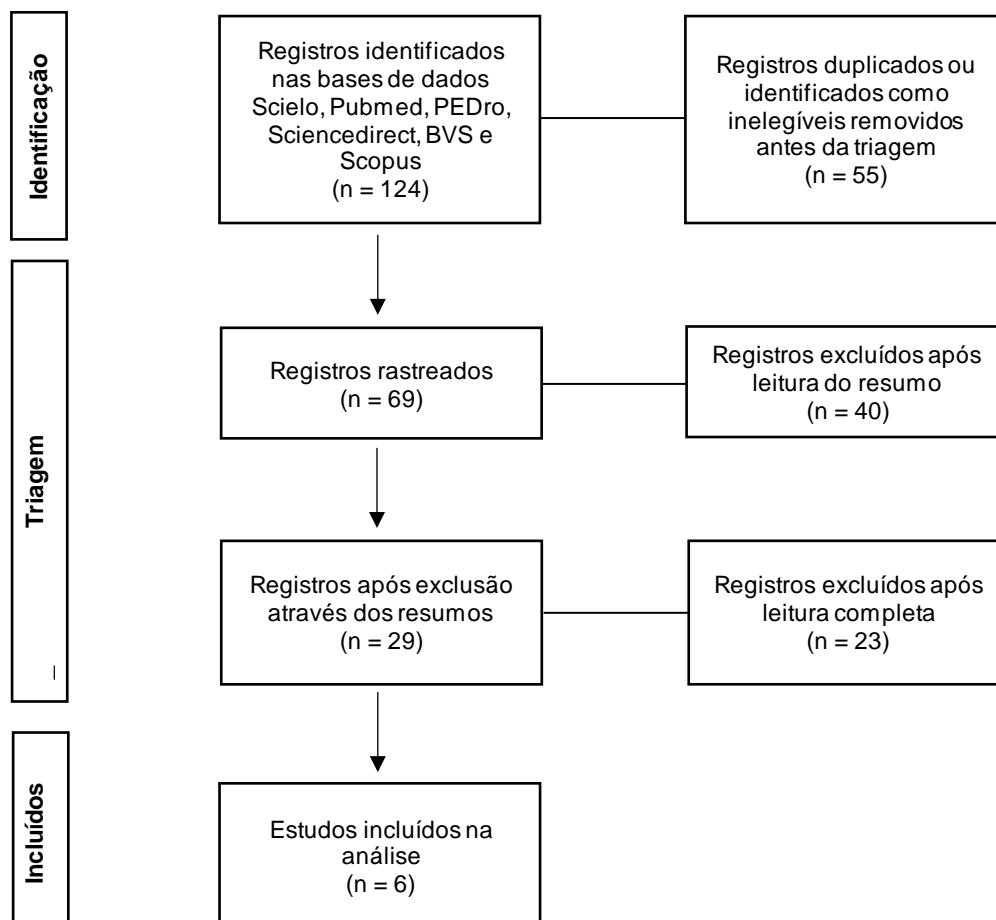 Identificação
Registros identificados
nas bases de dados
Scielo, Pubmed, PEDro,
Sciencedirect, BVS e
Scopus
(n = 124)
Registros duplicados ou
identificados como
inelegíveis removidos
antes da triagem
(n = 55)
Triagem
Registros rastreados
(n = 69)
Registros excluídos após
leitura do resumo
(n = 40)
Registros após exclusão
através dos resumos
(n = 29)
Registros excluídos após
leitura completa
(n = 23)
Incluídos
Estudos incluídos na
análise
(n = 6)